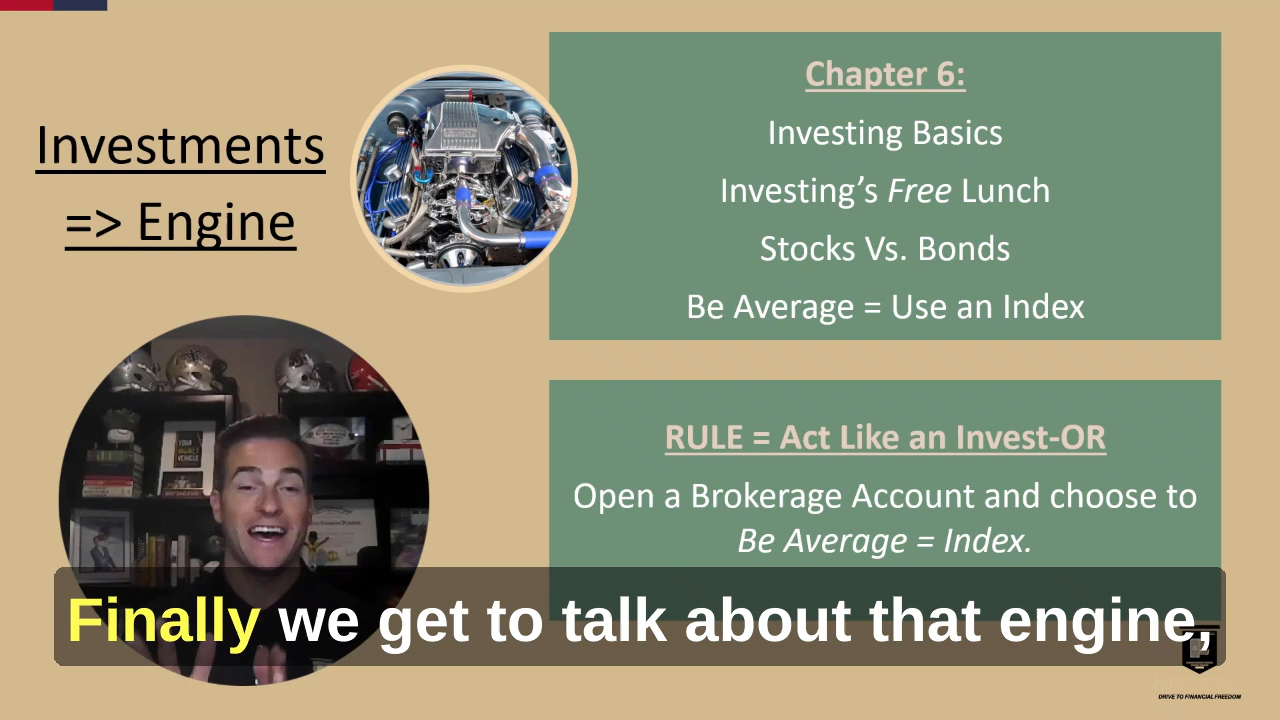 Investments
=> Engine
Chapter 6:
Investing Basics
Investing’s Free Lunch
Stocks Vs. Bonds
Be Average = Use an Index
RULE = Act Like an Invest-OR
Open a Brokerage Account and choose to
Be Average = Index.
Finally we get to talk about that engine,
DRIVE TO FINANCIAL FREEDOM